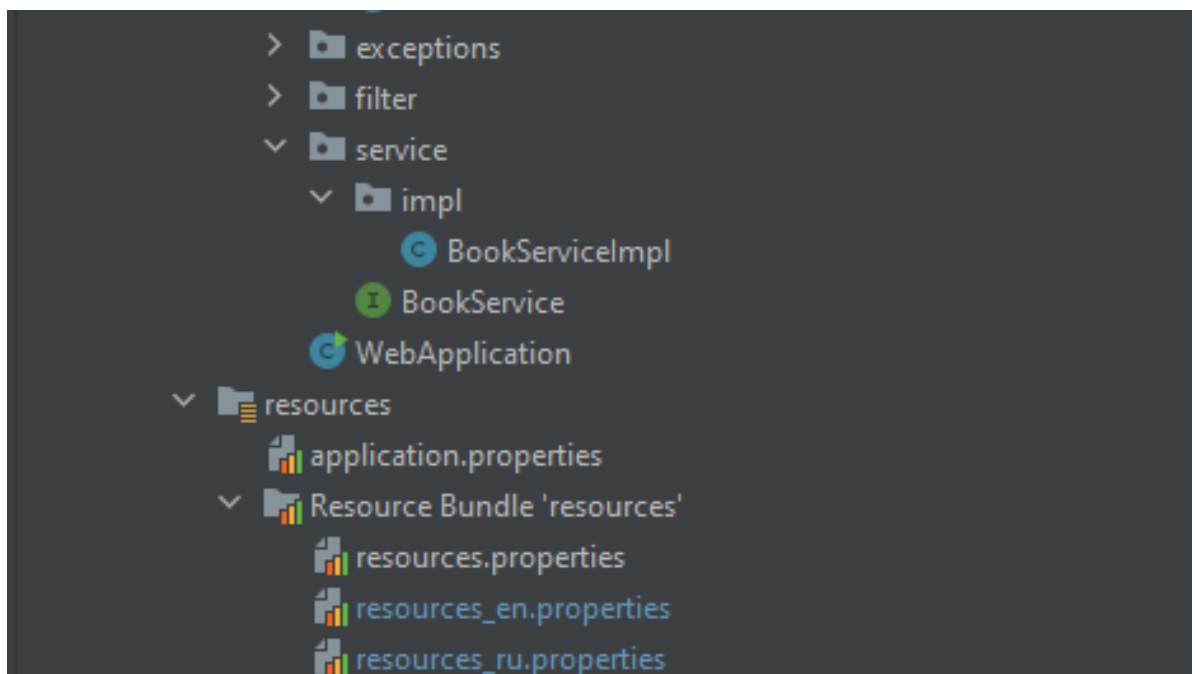 exceptions
filter
service
impl
C BookServiceImpl
I BookService
C WebApplication
resources
application.properties
Resource Bundle 'resources'
resources.properties
resources_en.properties
resources_ru.properties